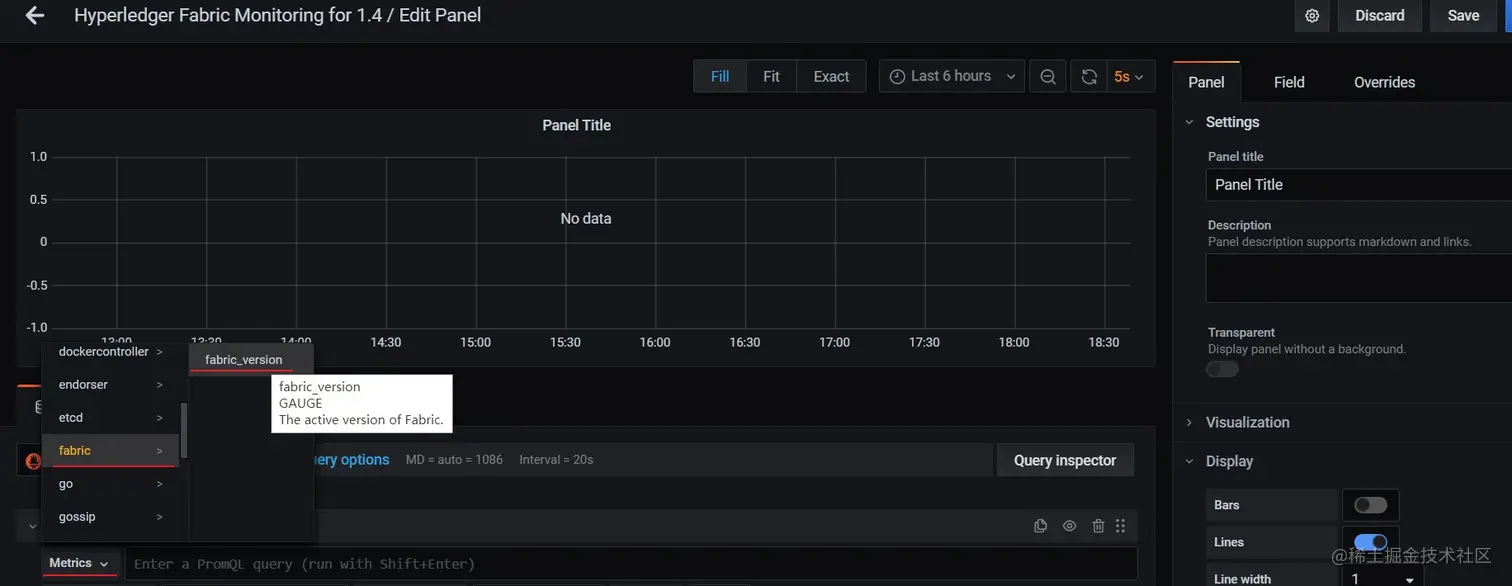 Hyperledger Fabric Monitoring for 1.4 / Edit Panel
Discard
Save
Fill
Fit
Exact
Last 6 hours
5s
Panel
Field
Overrides
Panel Title
1.0
0.5
0
-0.5
-1.0
No data
13:00
13:30
14:00
14:30
15:00
15:30
16:00
16:30
17:00
17:30
18:00
18:30
Settings
Panel title
Panel Title
Description
Panel description supports markdown and links.
Transparent
Display panel without a background.
dockercontroller >
endorser >
etcd >
fabric >
go >
gossip >
fabric_version
fabric_version
GAUGE
The active version of Fabric.
ery options
MD = auto = 1086
Interval = 20s
Query inspector
Metrics
Enter a PromQL query (run with Shift+Enter)
Visualization
Display
Bars
Lines
Line width
1
@稀土掘金技术社区